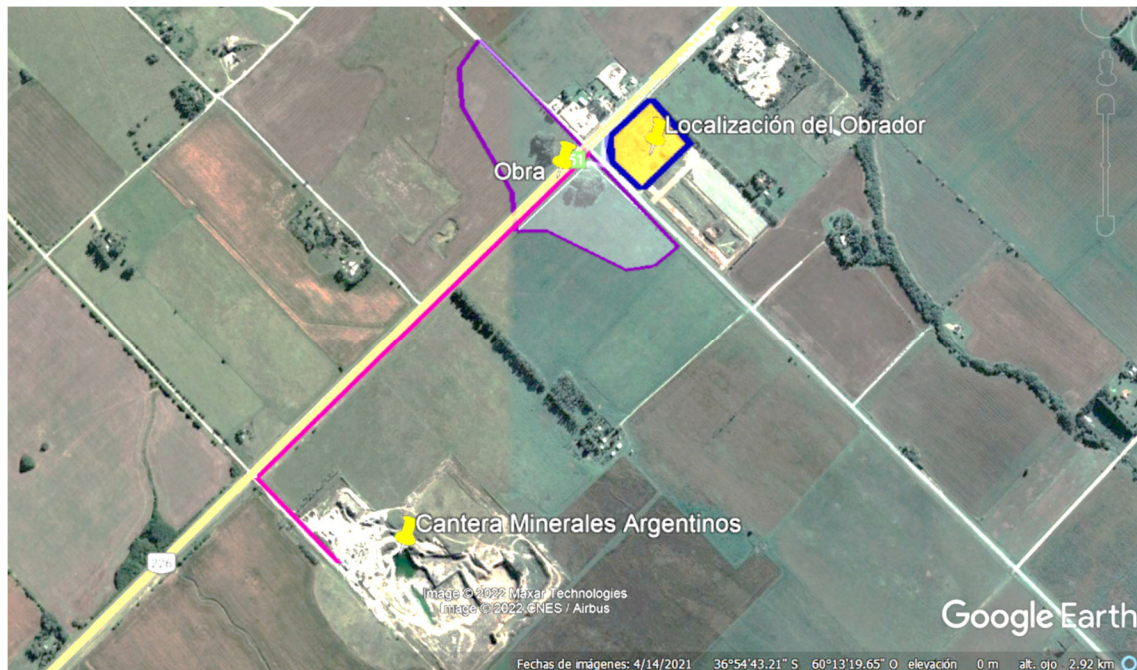 Localización del Obrador
Obra
51
Cantera Minerales Argentinos
226
Image © 2022 Maxar Technologies
Image © 2022 CNES / Airbus
Google Earth
Fechas de imágenes: 4/14/2021 36°54'43.21" S 60°13'19.65" O elevación 0 m alt. ojo 2.92 km